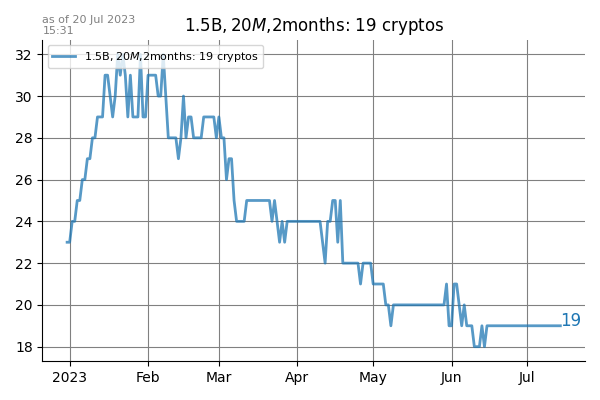 as of 20 Jul 2023
15:31
1.5B, 20M,2months: 19 cryptos
1.5B, 20M,2months: 19 cryptos
32
30
28
26
24
22
20
18
19
2023 Feb Mar Apr May Jun Jul